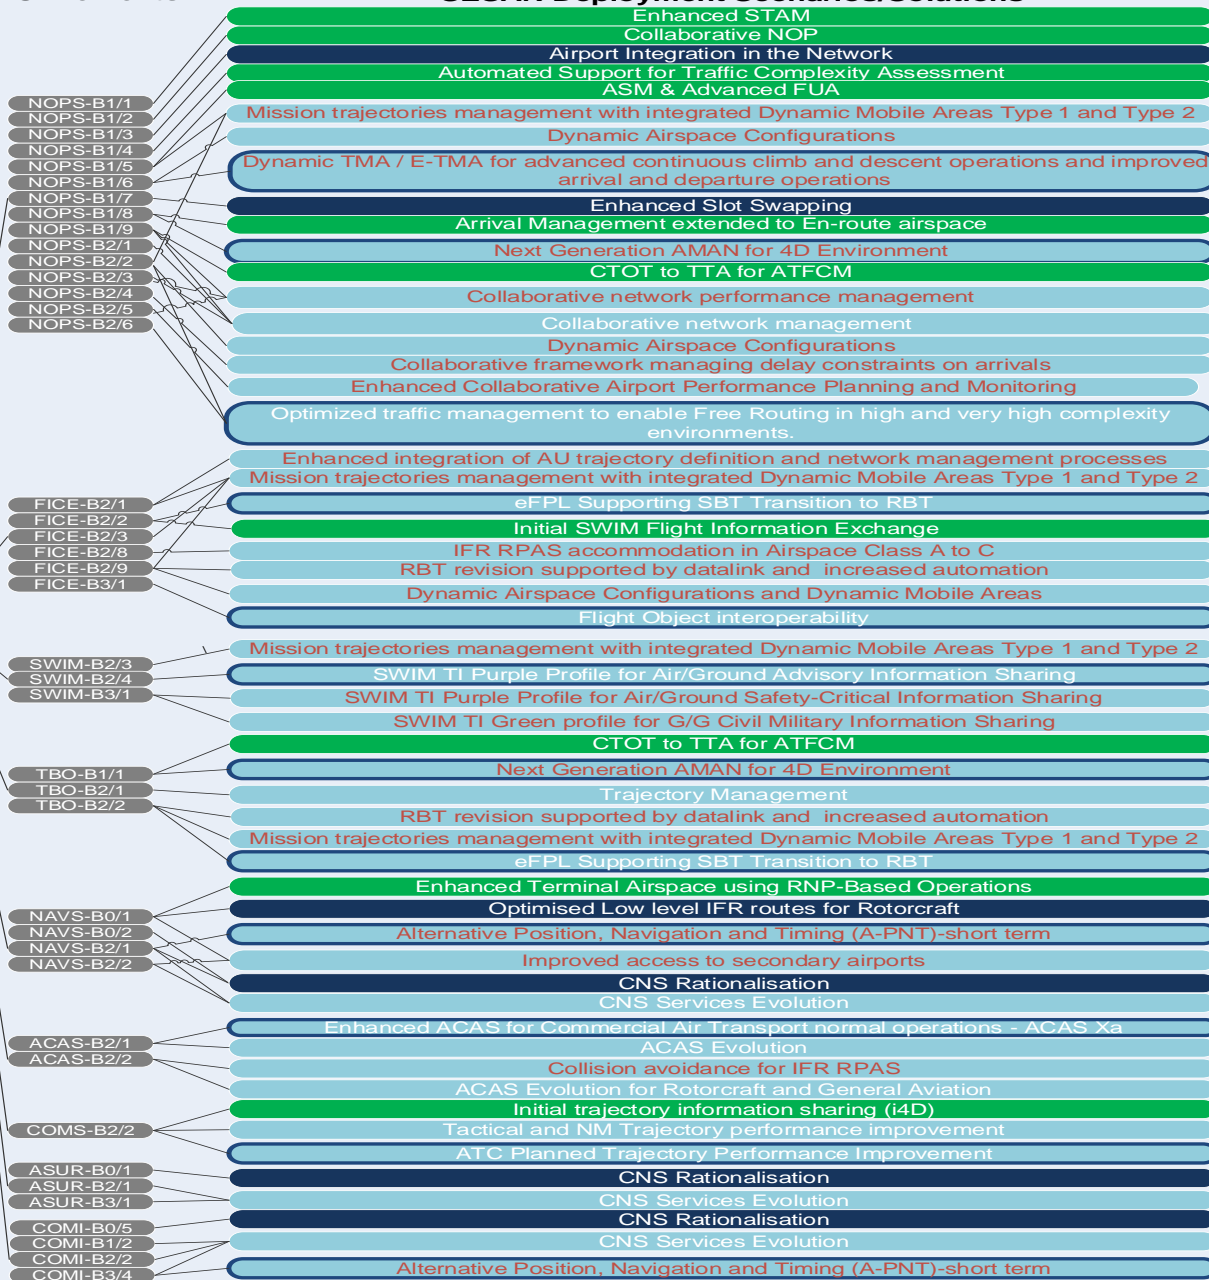 SESAR Deployment Scenarios/Solutions
Enhanced STAM
Collaborative NOP
Airport Integration in the Network
Automated Support for Traffic Complexity Assessment
ASM & Advanced FUA
Mission trajectories management with integrated Dynamic Mobile Areas Type 1 and Type 2
Dynamic Airspace Configurations
Dynamic TMA / E-TMA for advanced continuous climb and descent operations and improved
arrival and departure operations
Enhanced Slot Swapping
Arrival Management extended to En-route airspace
Next Generation AMAN for 4D Environment
CTOT to TTA for ATFCM
Collaborative network performance management
Collaborative network management
Dynamic Airspace Configurations
Collaborative framework managing delay constraints on arrivals
Enhanced Collaborative Airport Performance Planning and Monitoring
Optimized traffic management to enable Free Routing in high and very high complexity
environments.
NOPS-B1/1
NOPS-B1/2
NOPS-B1/3
NOPS-B1/4
NOPS-B1/5
NOPS-B1/6
NOPS-B1/7
NOPS-B1/8
NOPS-B1/9
NOPS-B2/1
NOPS-B2/2
NOPS-B2/3
NOPS-B2/4
NOPS-B2/5
NOPS-B2/6
Enhanced integration of AU trajectory definition and network management processes
Mission trajectories management with integrated Dynamic Mobile Areas Type 1 and Type 2
eFPL Supporting SBT Transition to RBT
Initial SWIM Flight Information Exchange
IFR RPAS accommodation in Airspace Class A to C
RBT revision supported by datalink and increased automation
Dynamic Airspace Configurations and Dynamic Mobile Areas
Flight Object interoperability
FICE-B2/1
FICE-B2/2
FICE-B2/3
FICE-B2/8
FICE-B2/9
FICE-B3/1
Mission trajectories management with integrated Dynamic Mobile Areas Type 1 and Type 2
SWIM TI Purple Profile for Air/Ground Advisory Information Sharing
SWIM TI Purple Profile for Air/Ground Safety-Critical Information Sharing
SWIM TI Green profile for G/G Civil Military Information Sharing
SWIM-B2/3
SWIM-B2/4
SWIM-B3/1
CTOT to TTA for ATFCM
Next Generation AMAN for 4D Environment
Trajectory Management
RBT revision supported by datalink and increased automation
Mission trajectories management with integrated Dynamic Mobile Areas Type 1 and Type 2
eFPL Supporting SBT Transition to RBT
TBO-B1/1
TBO-B2/1
TBO-B2/2
Enhanced Terminal Airspace using RNP-Based Operations
Optimised Low level IFR routes for Rotorcraft
Alternative Position, Navigation and Timing (A-PNT)-short term
Improved access to secondary airports
CNS Rationalisation
CNS Services Evolution
NAVS-B0/1
NAVS-B0/2
NAVS-B2/1
NAVS-B2/2
Enhanced ACAS for Commercial Air Transport normal operations - ACAS Xa
ACAS Evolution
Collision avoidance for IFR RPAS
ACAS Evolution for Rotorcraft and General Aviation
ACAS-B2/1
ACAS-B2/2
Initial trajectory information sharing (i4D)
Tactical and NM Trajectory performance improvement
ATC Planned Trajectory Performance Improvement
COMS-B2/2
CNS Rationalisation
CNS Services Evolution
ASUR-B0/1
ASUR-B2/1
ASUR-B3/1
CNS Rationalisation
CNS Services Evolution
Alternative Position, Navigation and Timing (A-PNT)-short term
COMI-B0/5
COMI-B1/2
COMI-B2/2
COMI-B3/4